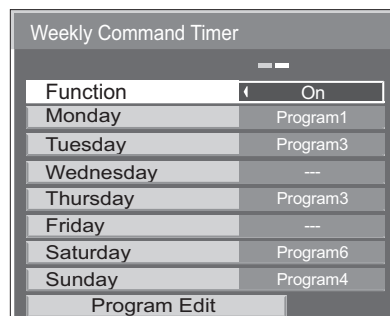 Weekly Command Timer
Function On
Monday Program1
Tuesday Program3
Wednesday ---
Thursday Program3
Friday ---
Saturday Program6
Sunday Program4
Program Edit